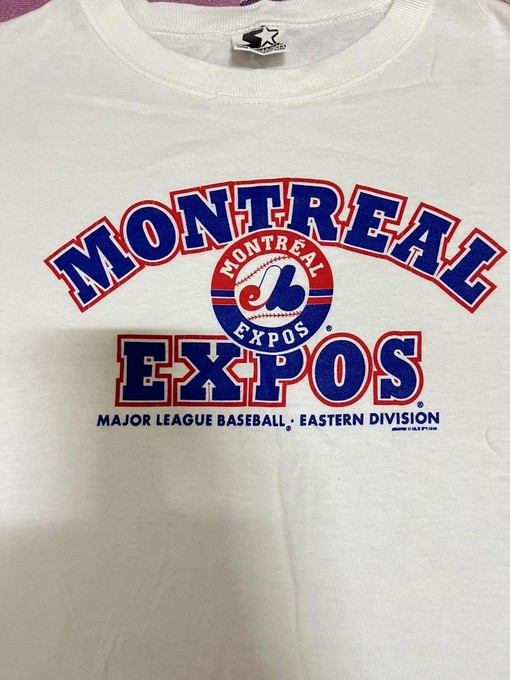 MONTREAL
MONTRÉAL
EXPOS ®
EXPOS ®
MAJOR LEAGUE BASEBALL ® · EASTERN DIVISION